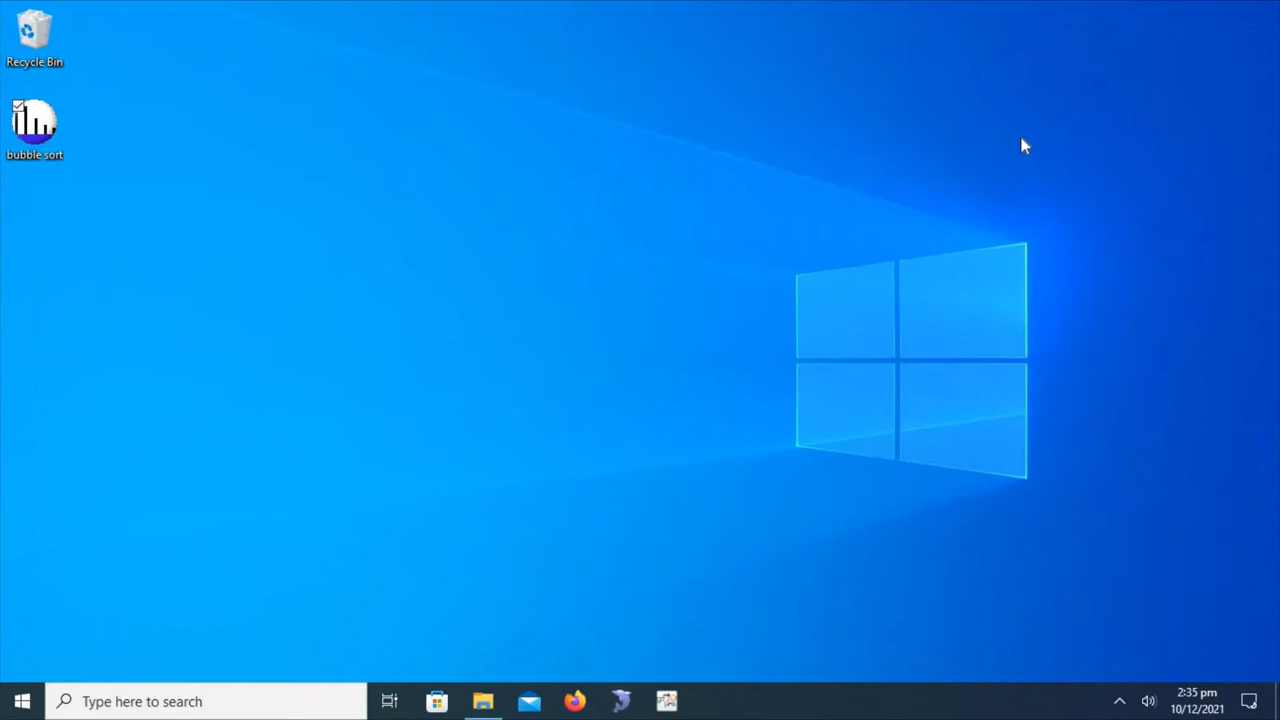 Recycle Bin
bubble sort
Type here to search
2:35 pm
10/12/2021